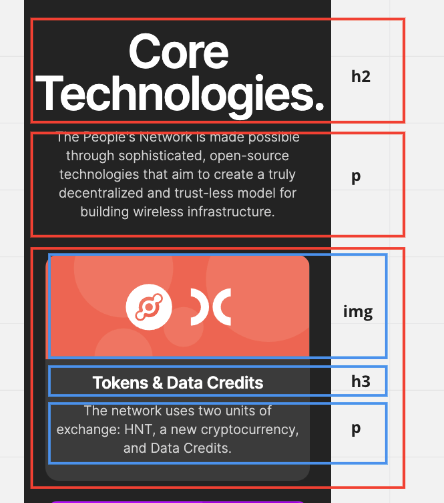 Core
Technologies.
h2
The People's Network is made possible
through sophisticated, open-source
technologies that aim to create a truly
decentralized and trust-less model for
building wireless infrastructure.
p
img
Tokens & Data Credits
h3
The network uses two units of
exchange: HNT, a new cryptocurrency,
and Data Credits.
p